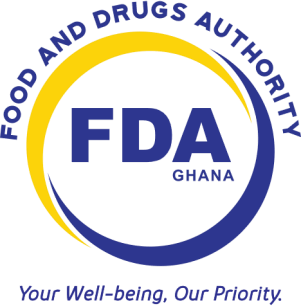 FOOD AND DRUGS AUTHORITY
FDA
GHANA
Your Well-being, Our Priority.